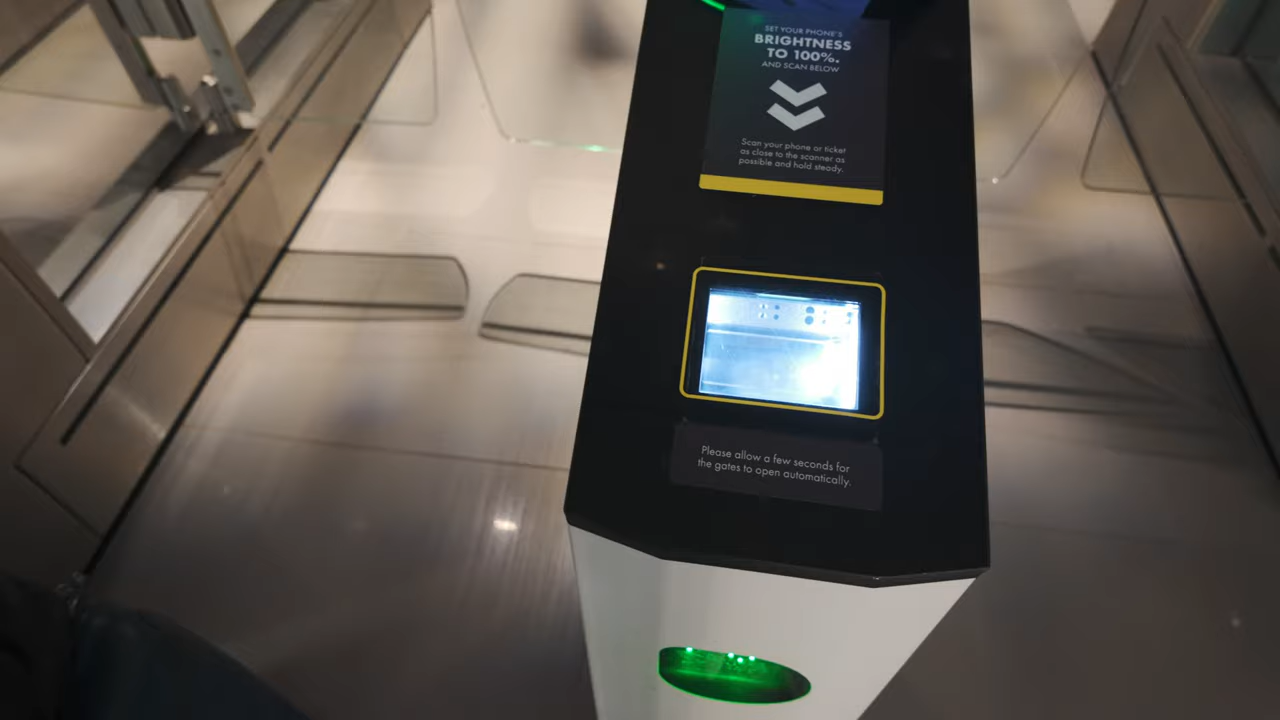 SET YOUR PHONE'S
BRIGHTNESS
TO 100%.
AND SCAN BELOW
Scan your phone or ticket
as close to the scanner as
possible and hold steady.
Please allow a few seconds for
the gates to open automatically.